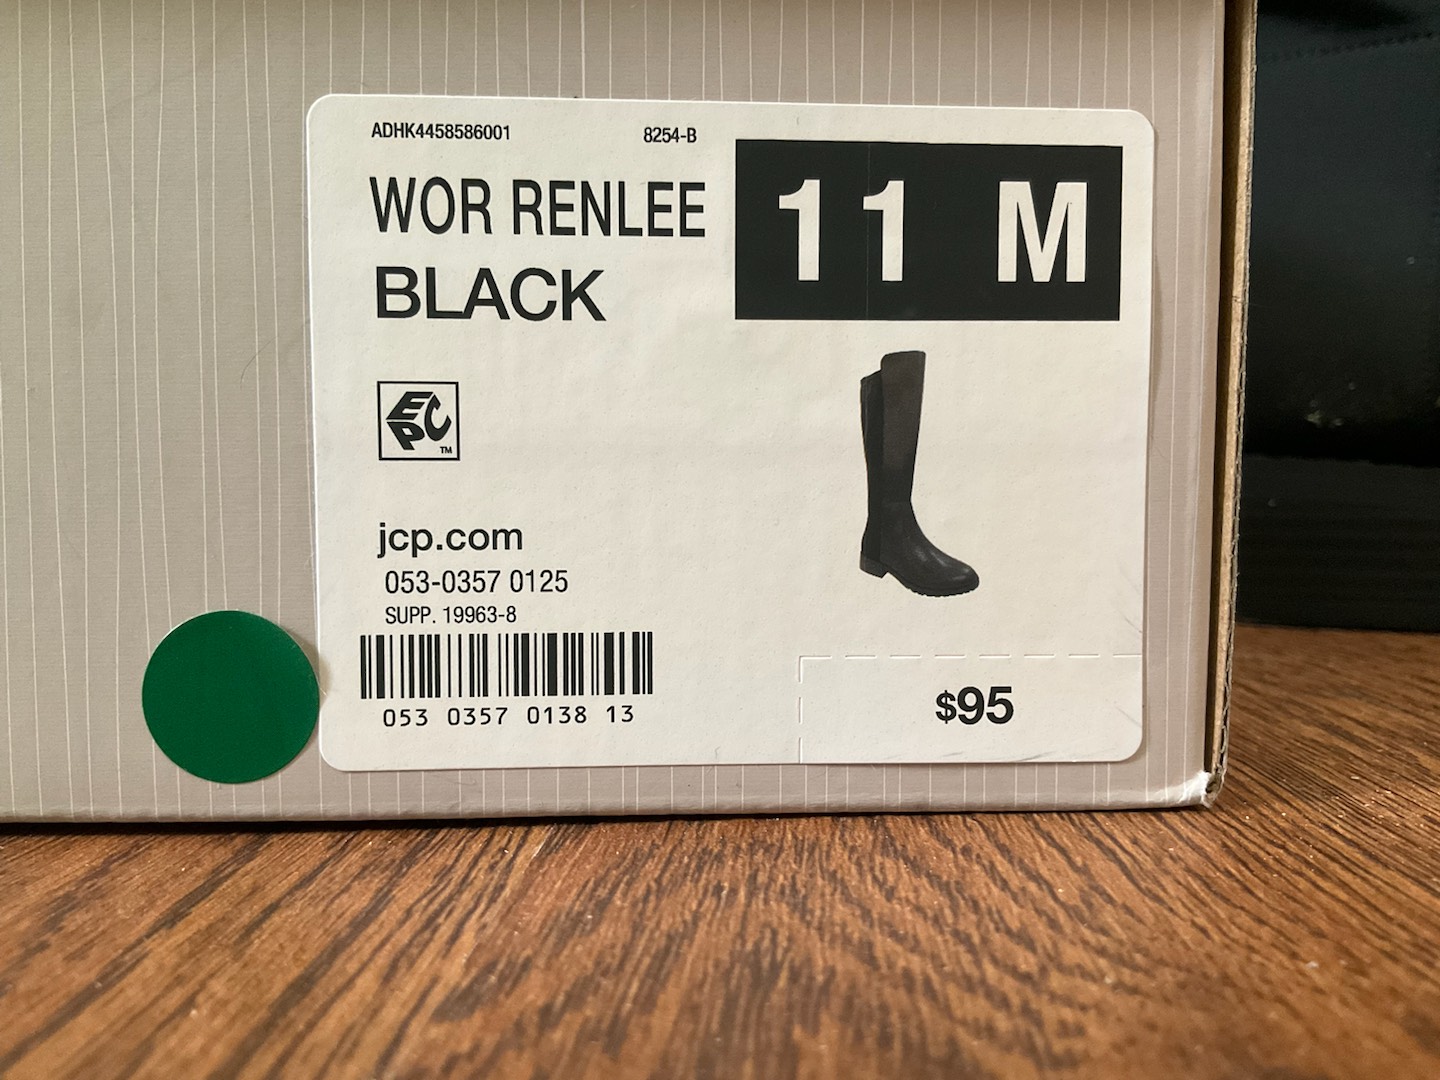 ADHK4458586001 8254-B
WOR RENLEE
BLACK
11 M
EPC
TM
jcp.com
053-0357 0125
SUPP. 19963-8
053 0357 0138 13
$95